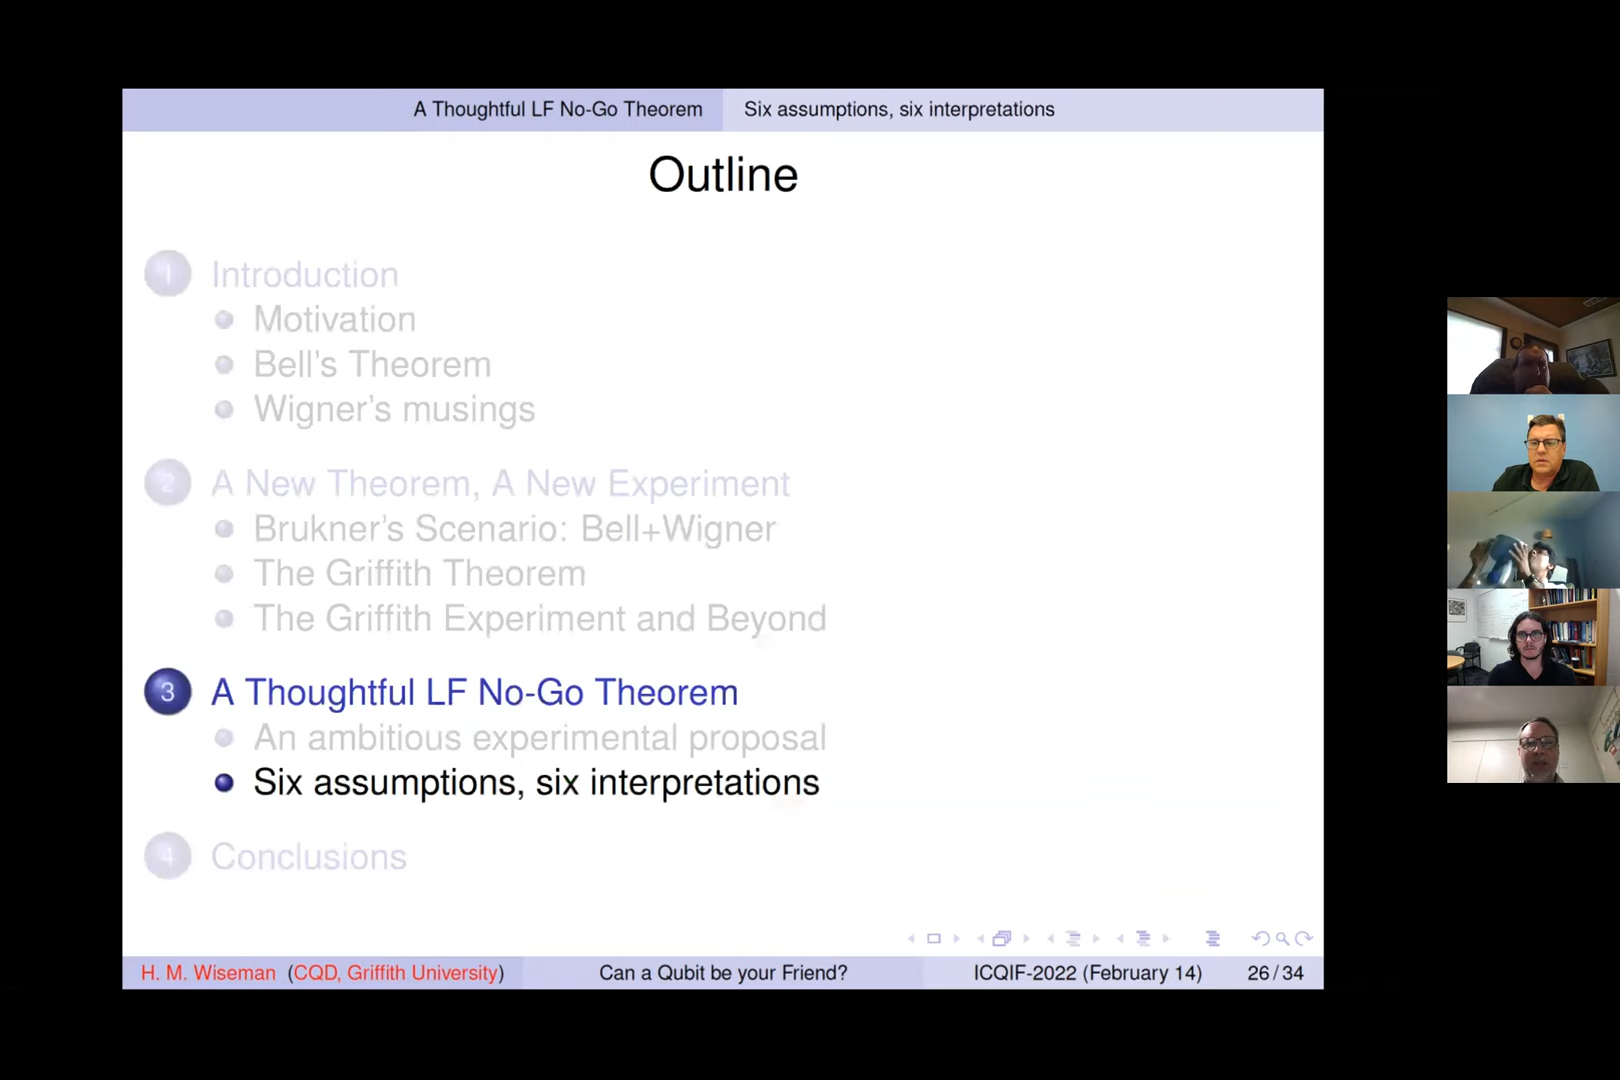 A Thoughtful LF No-Go Theorem
Six assumptions, six interpretations
Outline
1 Introduction
Motivation
Bell's Theorem
Wigner's musings
2 A New Theorem, A New Experiment
Brukner's Scenario: Bell+Wigner
The Griffith Theorem
The Griffith Experiment and Beyond
3 A Thoughtful LF No-Go Theorem
An ambitious experimental proposal
Six assumptions, six interpretations
4 Conclusions
H. M. Wiseman (CQD, Griffith University)
Can a Qubit be your Friend?
ICQIF-2022 (February 14)
26 / 34